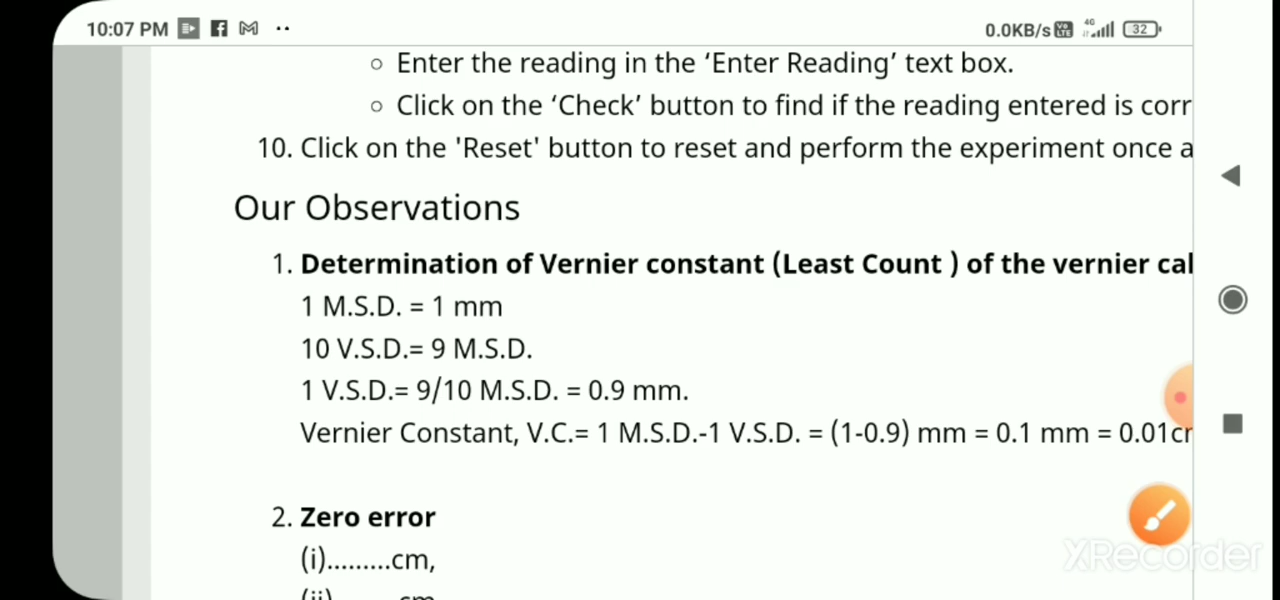 10:07 PM
0.0KB/s Vo LTE 4G 32
○ Enter the reading in the ‘Enter Reading’ text box.
○ Click on the ‘Check’ button to find if the reading entered is corr
10. Click on the 'Reset' button to reset and perform the experiment once a
Our Observations
1. Determination of Vernier constant (Least Count ) of the vernier cal
1 M.S.D. = 1 mm
10 V.S.D.= 9 M.S.D.
1 V.S.D.= 9/10 M.S.D. = 0.9 mm.
Vernier Constant, V.C.= 1 M.S.D.-1 V.S.D. = (1-0.9) mm = 0.1 mm = 0.01cr
2. Zero error
(i).........cm,
XRecorder